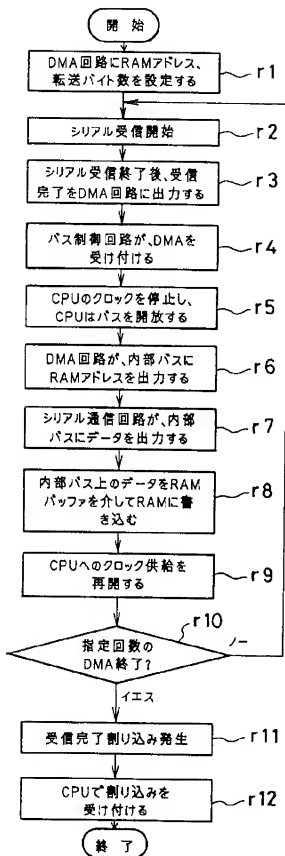 開始
DMA回路にRAMアドレス、
転送バイト数を設定する
r1
シリアル受信開始
r2
シリアル受信終了後、受信
完了をDMA回路に出力する
r3
バス制御回路が、DMAを
受け付ける
r4
CPUのクロックを停止し、
CPUはバスを開放する
r5
DMA回路が、内部バスに
RAMアドレスを出力する
r6
シリアル通信回路が、内部
バスにデータを出力する
r7
内部バス上のデータをRAM
バッファを介してRAMに書
き込む
r8
CPUへのクロック供給を
再開する
r9
r10
指定回数の
DMA終了?
ノー
イエス
受信完了割り込み発生
r11
CPUで割り込みを
受け付ける
r12
終了